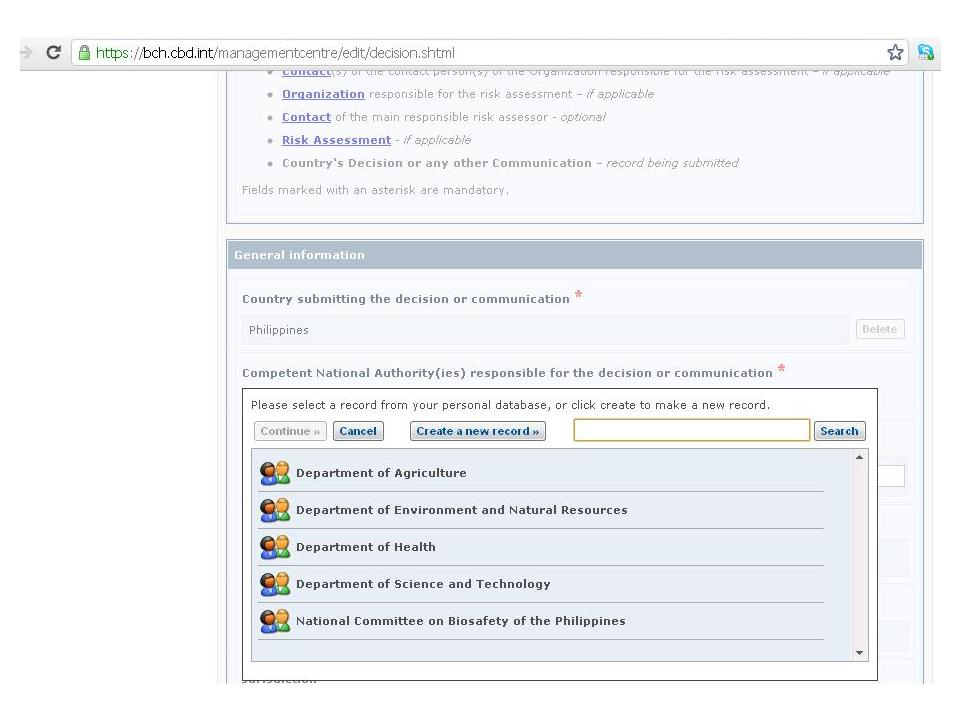 https://bch.cbd.int/managementcentre/edit/decision.shtml
Contact(s) of the contact person(s) of the Organization responsible for the risk assessment – if applicable
Organization responsible for the risk assessment – if applicable
Contact of the main responsible risk assessor - optional
Risk Assessment - if applicable
Country's Decision or any other Communication – record being submitted
Fields marked with an asterisk are mandatory.
General information
Country submitting the decision or communication *
Philippines Delete
Competent National Authority(ies) responsible for the decision or communication *
Please select a record from your personal database, or click create to make a new record.
Continue » Cancel Create a new record » Search
Department of Agriculture
Department of Environment and Natural Resources
Department of Health
Department of Science and Technology
National Committee on Biosafety of the Philippines
Jurisdiction